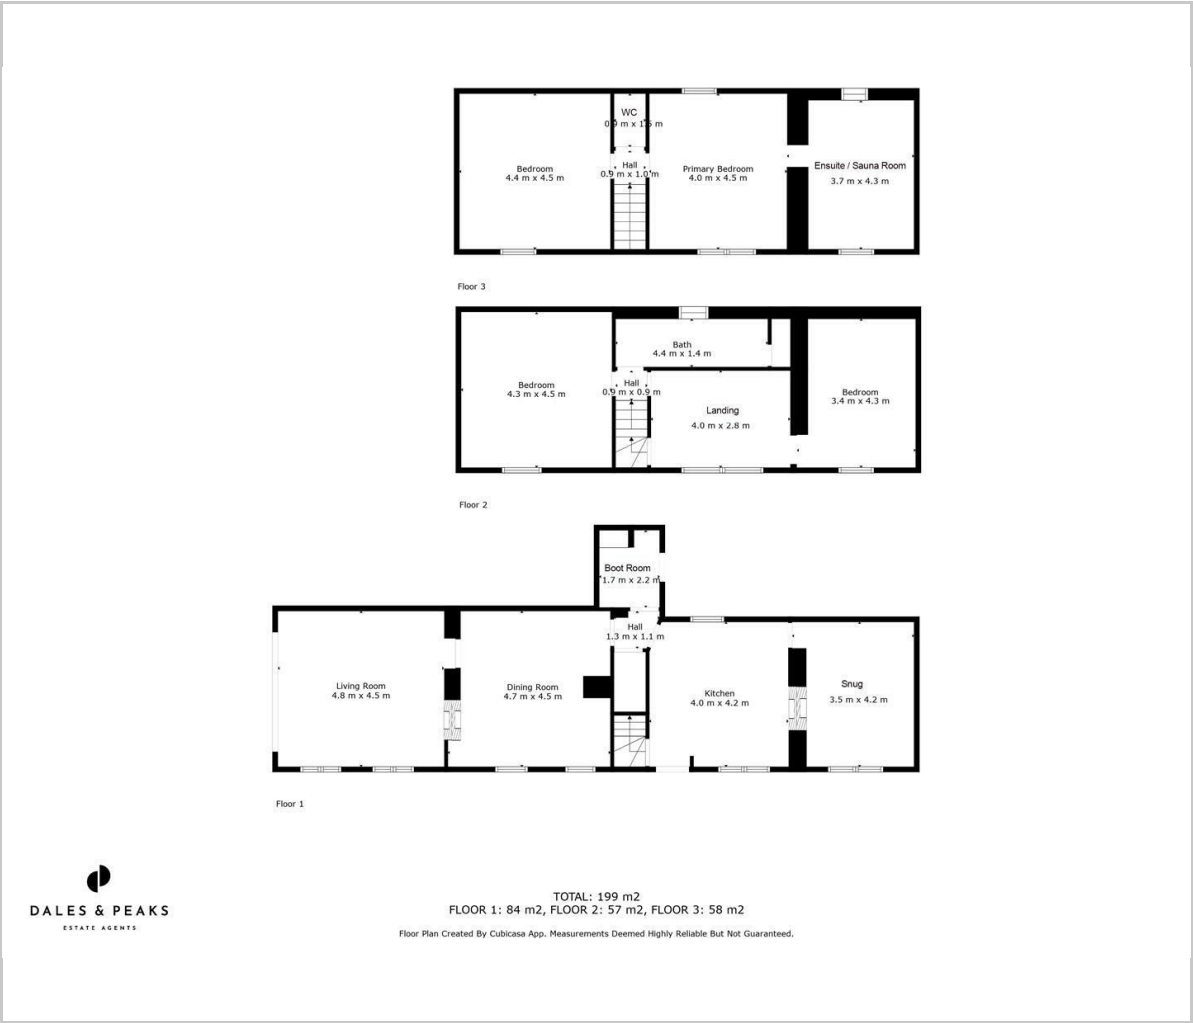 WC
0.9 m x 1.5 m
Bedroom
4.4 m x 4.5 m
Hall
0.9 m x 1.0 m
Primary Bedroom
4.0 m x 4.5 m
Ensuite / Sauna Room
3.7 m x 4.3 m
Floor 3
Bath
4.4 m x 1.4 m
Bedroom
4.3 m x 4.5 m
Hall
0.9 m x 0.9 m
Landing
4.0 m x 2.8 m
Bedroom
3.4 m x 4.3 m
Floor 2
Boot Room
1.7 m x 2.2 m
Hall
1.3 m x 1.1 m
Living Room
4.8 m x 4.5 m
Dining Room
4.7 m x 4.5 m
Kitchen
4.0 m x 4.2 m
Snug
3.5 m x 4.2 m
Floor 1
DALES & PEAKS
ESTATE AGENTS
TOTAL: 199 m2
FLOOR 1: 84 m2, FLOOR 2: 57 m2, FLOOR 3: 58 m2
Floor Plan Created By Cubicasa App. Measurements Deemed Highly Reliable But Not Guaranteed.